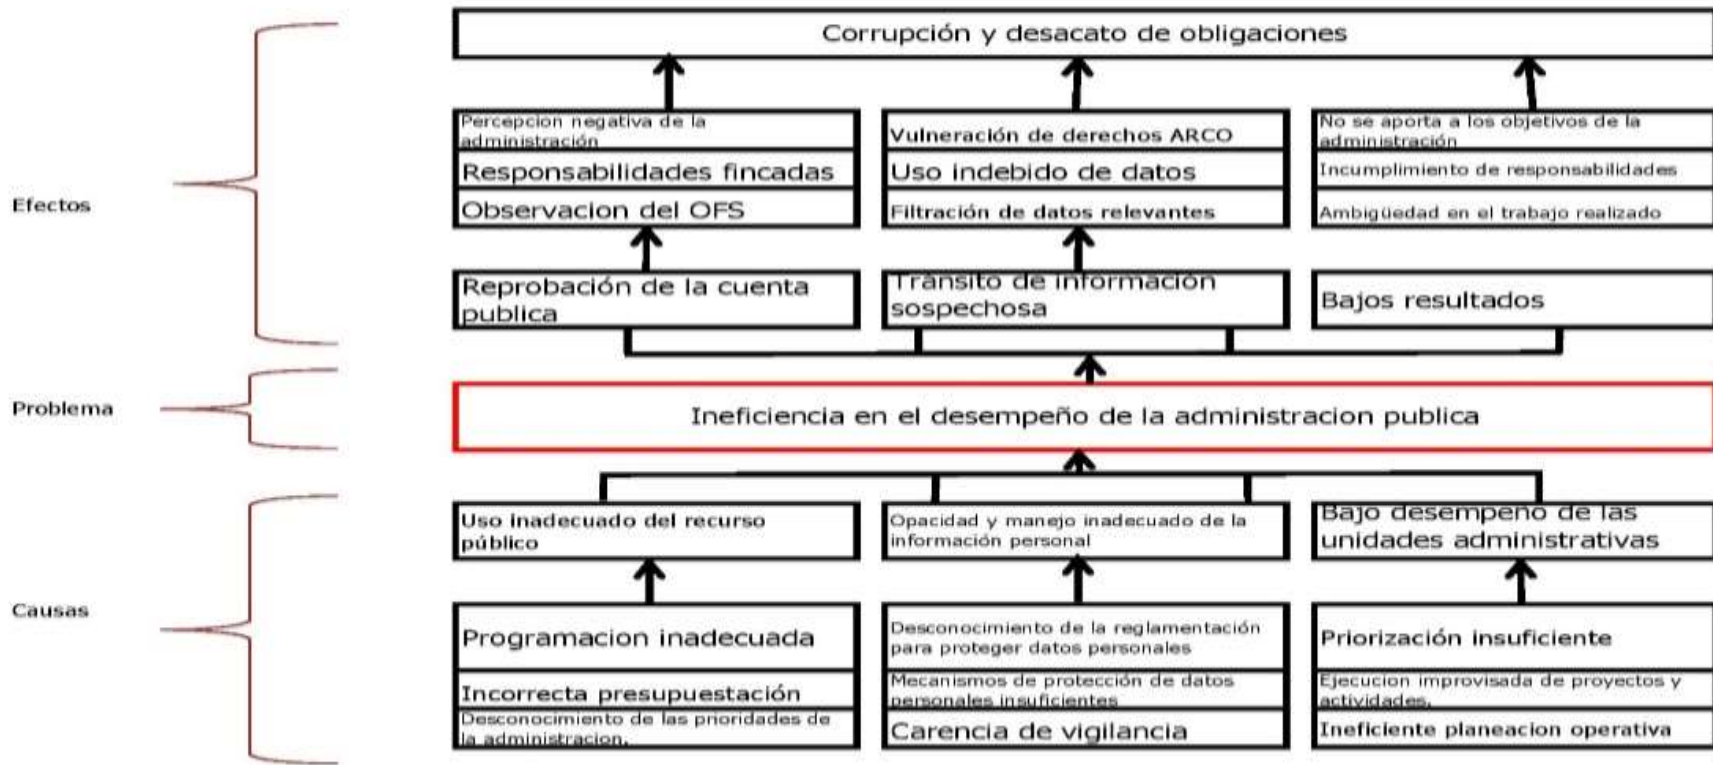 Corrupción y desacato de obligaciones
Percepcion negativa de la
administración
Vulneración de derechos ARCO
No se aporta a los objetivos de la
administración
Responsabilidades fincadas
Uso indebido de datos
Incumplimiento de responsabilidades
Efectos
Observacion del OFS
Filtración de datos relevantes
Ambigüedad en el trabajo realizado
Reprobación de la cuenta
publica
Tránsito de información
sospechosa
Bajos resultados
Problema
Ineficiencia en el desempeño de la administracion publica
Uso inadecuado del recurso
público
Opacidad y manejo inadecuado de la
información personal
Bajo desempeño de las
unidades administrativas
Causas
Programacion inadecuada
Desconocimiento de la reglamentación
para proteger datos personales
Priorización insuficiente
Incorrecta presupuestación
Mecanismos de protección de datos
personales insuficientes
Ejecucion improvisada de proyectos y
actividades.
Desconocimiento de las prioridades de
la administracion.
Carencia de vigilancia
Ineficiente planeacion operativa